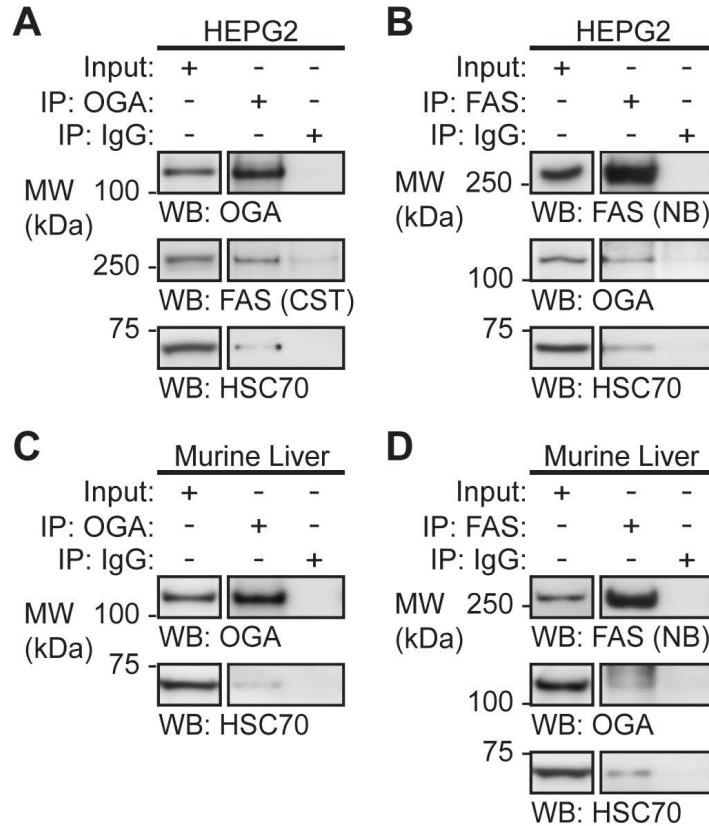 A
HEPG2
Input: + - -
IP: OGA: - + -
IP: IgG: - - +
MW
(kDa)
100 -
WB: OGA
250 -
WB: FAS (CST)
75 -
WB: HSC70
B
HEPG2
Input: + - -
IP: FAS: - + -
IP: IgG: - - +
MW
(kDa)
250 -
WB: FAS (NB)
100 -
WB: OGA
75 -
WB: HSC70
C
Murine Liver
Input: + - -
IP: OGA: - + -
IP: IgG: - - +
MW
(kDa)
100 -
WB: OGA
75 -
WB: HSC70
D
Murine Liver
Input: + - -
IP: FAS: - + -
IP: IgG: - - +
MW
(kDa)
250 -
WB: FAS (NB)
100 -
WB: OGA
75 -
WB: HSC70